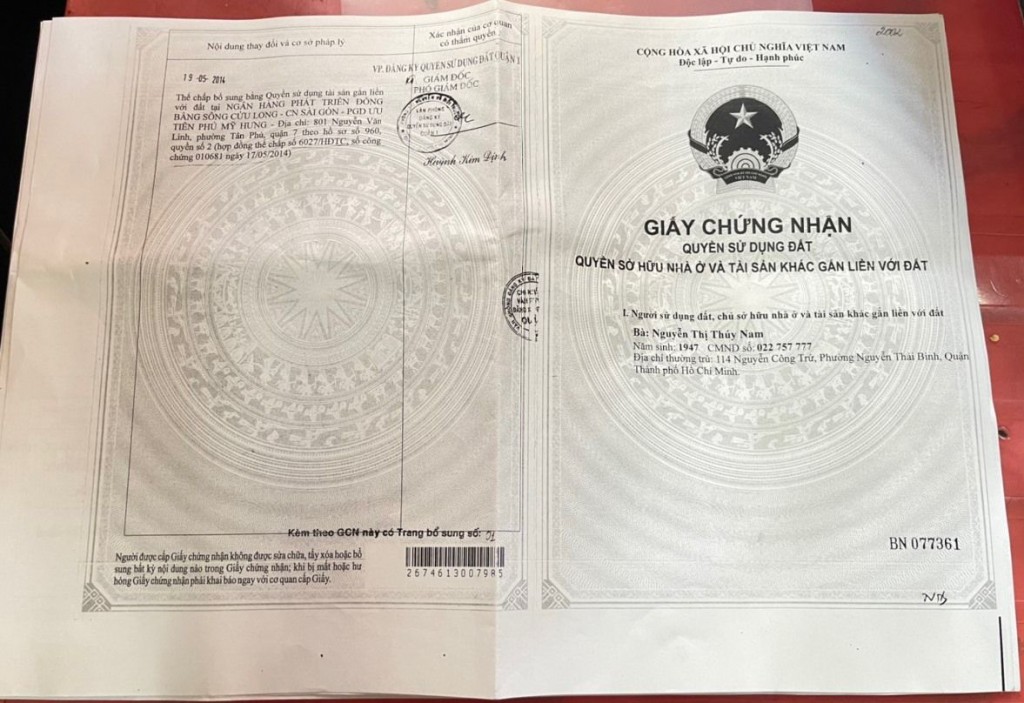 Nội dung thay đổi và cơ sở pháp lý
Xác nhận của cơ quan
có thẩm quyền
19-05-2014
Thế chấp bổ sung bằng Quyền sử dụng tài sản gắn liền
với đất tại NGÂN HÀNG PHÁT TRIỂN ĐỒNG
BẰNG SÔNG CỬU LONG - CN SÀI GÒN - PGD ƯU
TIÊN PHÚ MỸ HƯNG - Địa chỉ: 801 Nguyễn Văn
Linh, phường Tân Phú, quận 7 theo hồ sơ số 960,
quyển số 2 (hợp đồng thế chấp số 6027/HĐTC, số công
chứng 010681 ngày 17/05/2014)
VP. ĐĂNG KÝ QUYỀN SỬ DỤNG ĐẤT QUẬN 1
GIÁM ĐỐC
PHÓ GIÁM ĐỐC
VĂN PHÒNG
ĐĂNG KÝ
QUYỀN SỬ DỤNG ĐẤT
QUẬN 1
Huỳnh Kim Dịch
Kèm theo GCN này có Trang bổ sung số: 01
Người được cấp Giấy chứng nhận không được sửa chữa, tẩy xóa hoặc bổ
sung bất kỳ nội dung nào trong Giấy chứng nhận; khi bị mất hoặc hư
hỏng Giấy chứng nhận phải khai báo ngay với cơ quan cấp Giấy.
2674613007985
CỘNG HÒA XÃ HỘI CHỦ NGHĨA VIỆT NAM
Độc lập - Tự do - Hạnh phúc
GIẤY CHỨNG NHẬN
QUYỀN SỬ DỤNG ĐẤT
QUYỀN SỞ HỮU NHÀ Ở VÀ TÀI SẢN KHÁC GẮN LIỀN VỚI ĐẤT
I. Người sử dụng đất, chủ sở hữu nhà ở và tài sản khác gắn liền với đất
Bà: Nguyễn Thị Thúy Nam
Năm sinh: 1947 CMND số: 022 757 777
Địa chỉ thường trú: 114 Nguyễn Công Trứ, Phường Nguyễn Thái Bình, Quận
Thành phố Hồ Chí Minh.
BN 077361